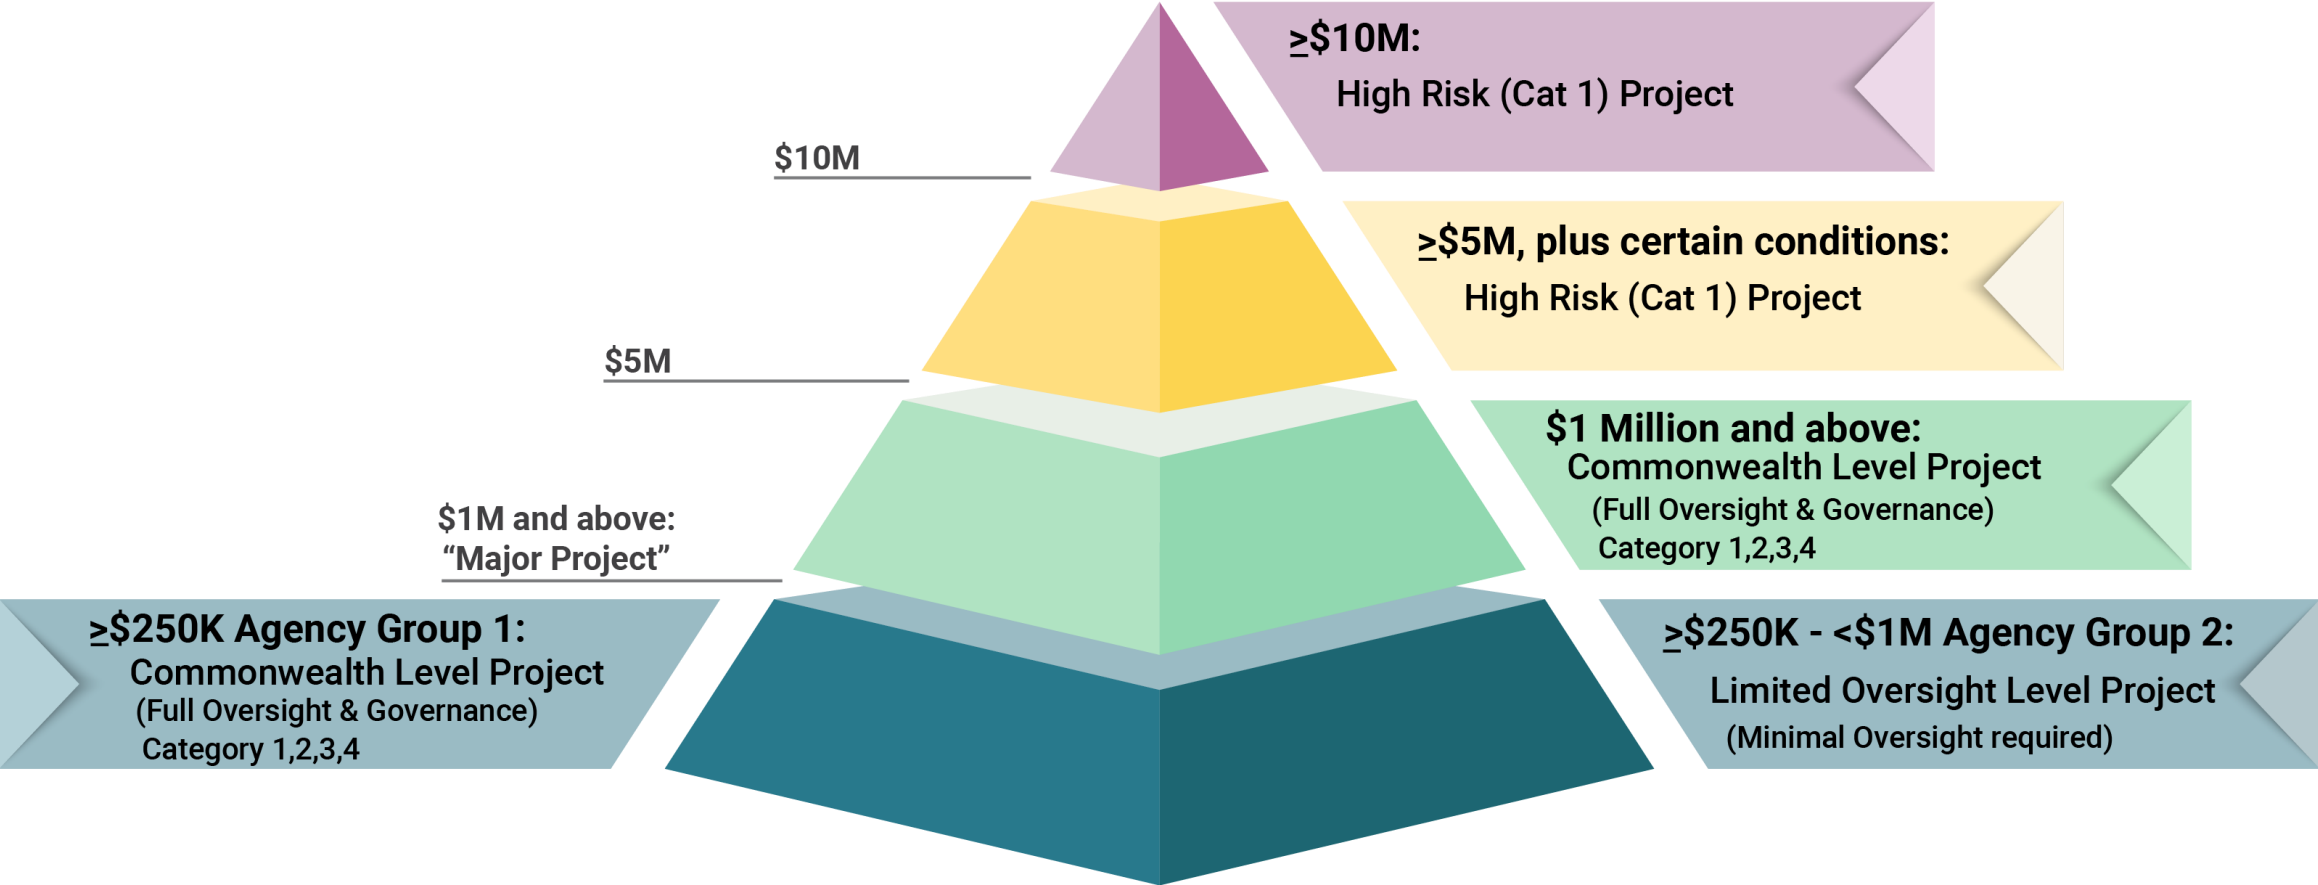 ≥$10M:
High Risk (Cat 1) Project
$10M
≥$5M, plus certain conditions:
High Risk (Cat 1) Project
$5M
$1 Million and above:
Commonwealth Level Project
(Full Oversight & Governance)
Category 1,2,3,4
$1M and above:
“Major Project”
≥$250K Agency Group 1:
Commonwealth Level Project
(Full Oversight & Governance)
Category 1,2,3,4
≥$250K - <$1M Agency Group 2:
Limited Oversight Level Project
(Minimal Oversight required)